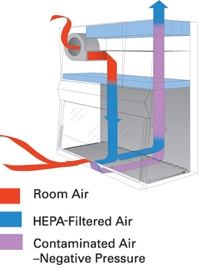 Room Air
HEPA-Filtered Air
Contaminated Air
–Negative Pressure